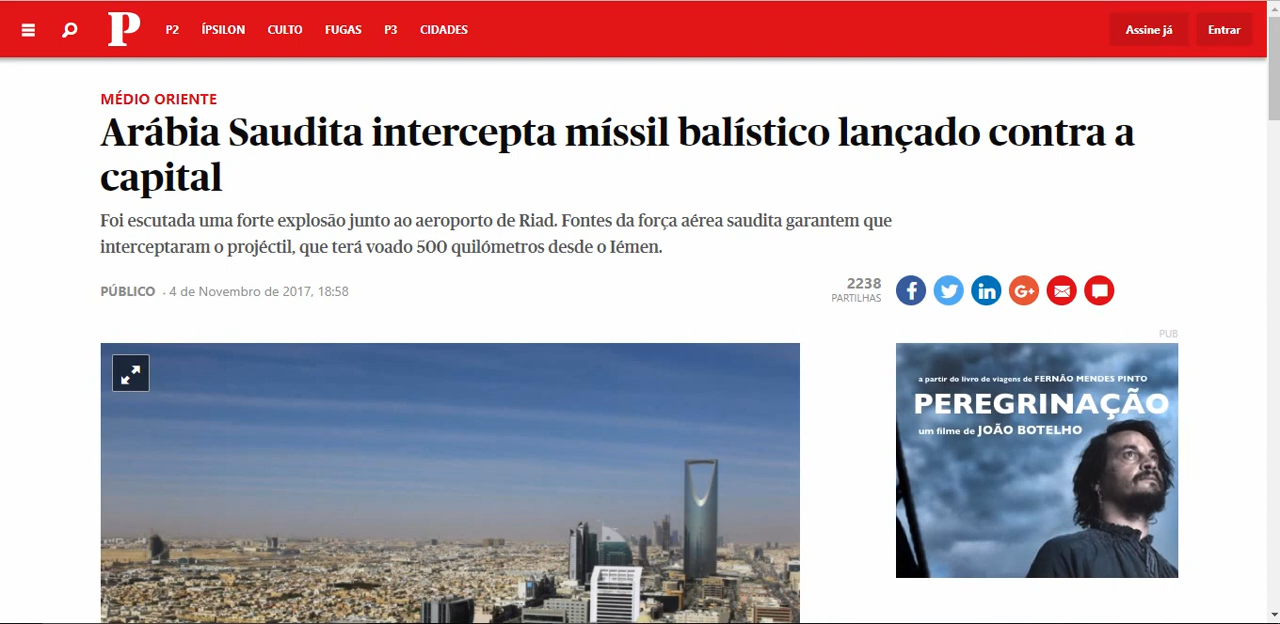 P P2 ÍPSILON CULTO FUGAS P3 CIDADES Assine já Entrar
MÉDIO ORIENTE
Arábia Saudita intercepta míssil balístico lançado contra a
capital
Foi escutada uma forte explosão junto ao aeroporto de Riad. Fontes da força aérea saudita garantem que
interceptaram o projéctil, que terá voado 500 quilómetros desde o Iémen.
PÚBLICO - 4 de Novembro de 2017, 18:58
2238
PARTILHAS
f in G+
PUB
a partir do livro de viagens de FERNÃO MENDES PINTO
PEREGRINAÇÃO
um filme de JOÃO BOTELHO